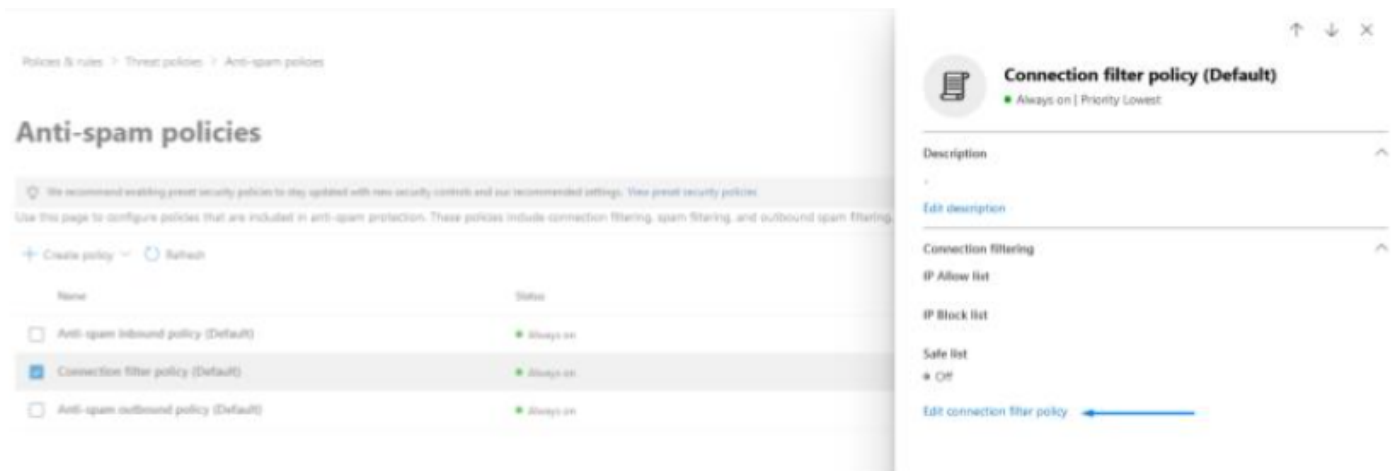 Policies & rules > Threat policies > Anti-spam policies
Anti-spam policies
We recommend enabling preset security policies to stay updated with new security controls and our recommended settings. View preset security policies
Use this page to configure policies that are included in anti-spam protection. These policies include connection filtering, spam filtering, and outbound spam filtering.
+ Create policy Refresh
Name Status
Anti-spam inbound policy (Default) Always on
Connection filter policy (Default) Always on
Anti-spam outbound policy (Default) Always on
Connection filter policy (Default)
Always on | Priority Lowest
Description
-
Edit description
Connection filtering
IP Allow list
IP Block list
Safe list
Off
Edit connection filter policy